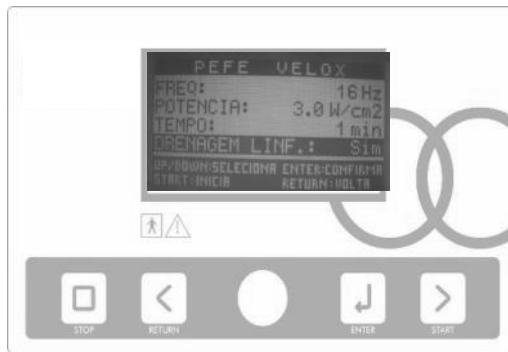 PEFE VELOX
FREQ: 16Hz
POTENCIA: 3.0 W/cm2
TEMPO: 1 min
DRENAGEM LINF.: Sim
UP/DOWN:SELECIONA ENTER:CONFIRMA
START:INICIA RETURN:VOLTA
STOP
RETURN
ENTER
START